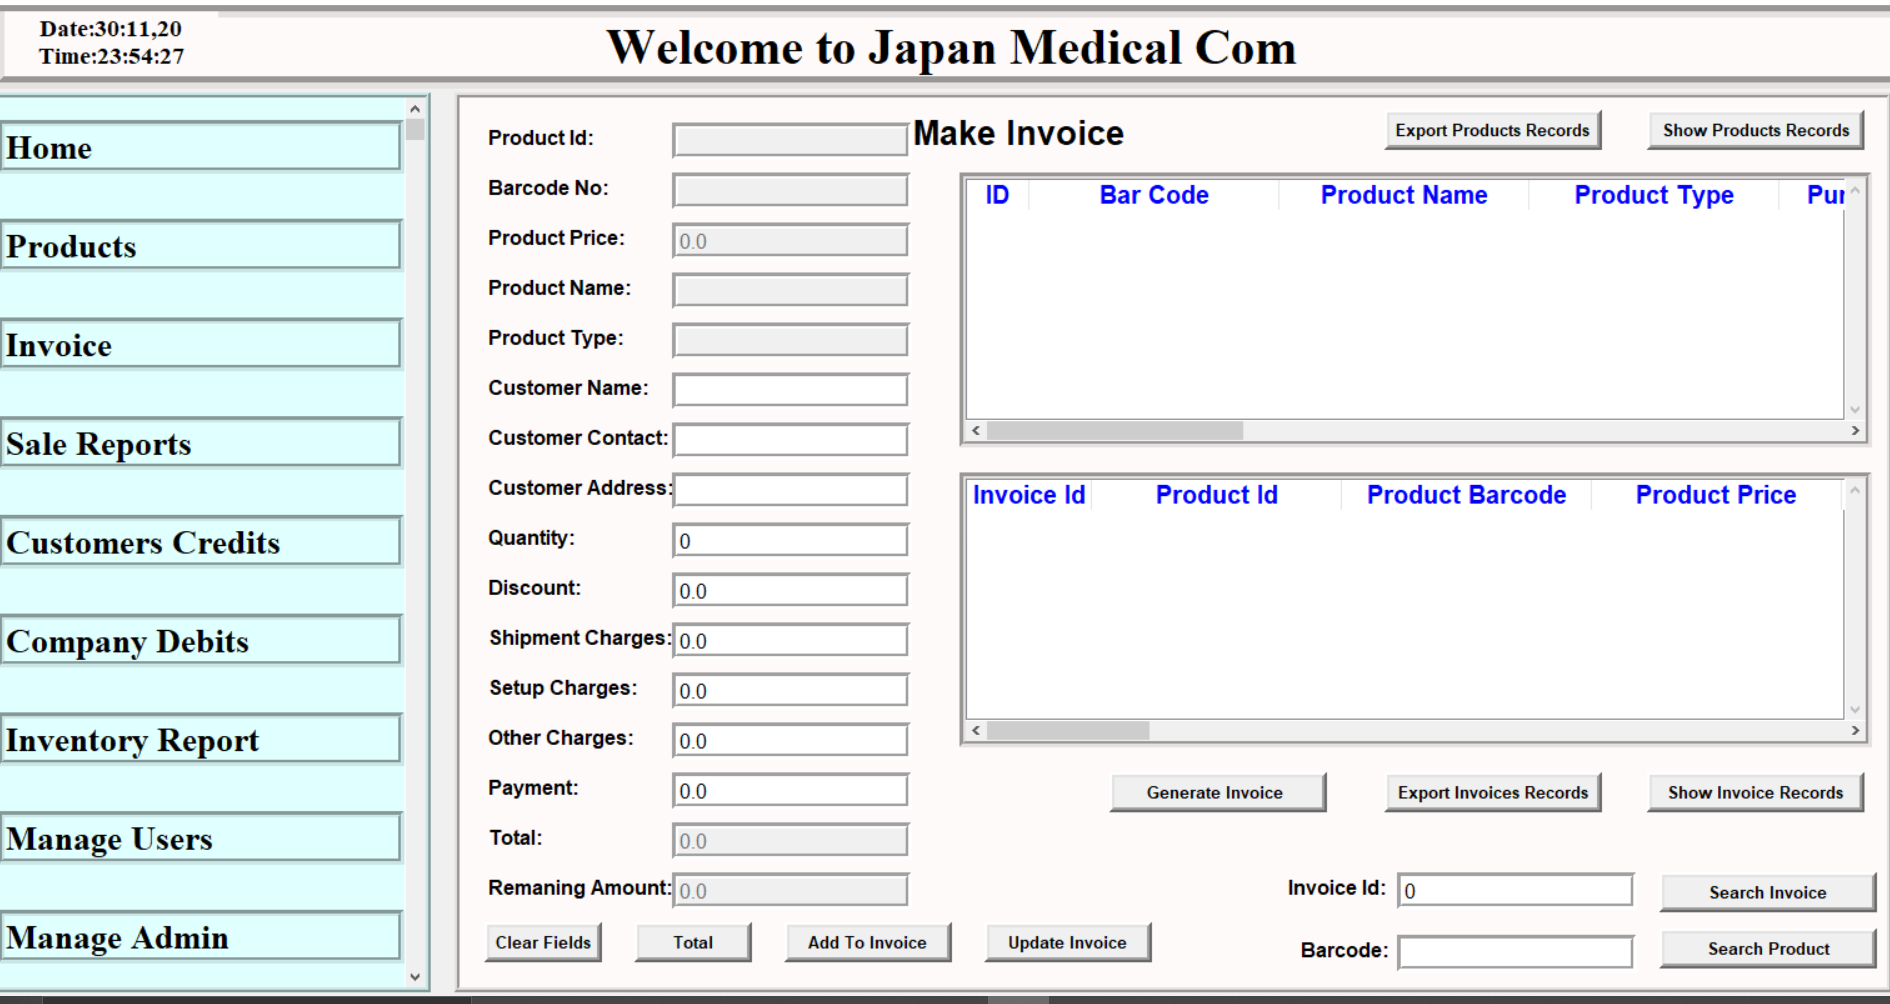 Date:30:11,20
Time:23:54:27
Welcome to Japan Medical Com
Home
Products
Invoice
Sale Reports
Customers Credits
Company Debits
Inventory Report
Manage Users
Manage Admin
Make Invoice
Export Products Records
Show Products Records
Product Id:
Barcode No:
Product Price: 0.0
Product Name:
Product Type:
Customer Name:
Customer Contact:
Customer Address:
Quantity: 0
Discount: 0.0
Shipment Charges: 0.0
Setup Charges: 0.0
Other Charges: 0.0
Payment: 0.0
Total: 0.0
Remaning Amount: 0.0
Clear Fields
Total
Add To Invoice
Update Invoice
ID Bar Code Product Name Product Type Pur
Invoice Id Product Id Product Barcode Product Price
Generate Invoice
Export Invoices Records
Show Invoice Records
Invoice Id: 0
Search Invoice
Barcode:
Search Product